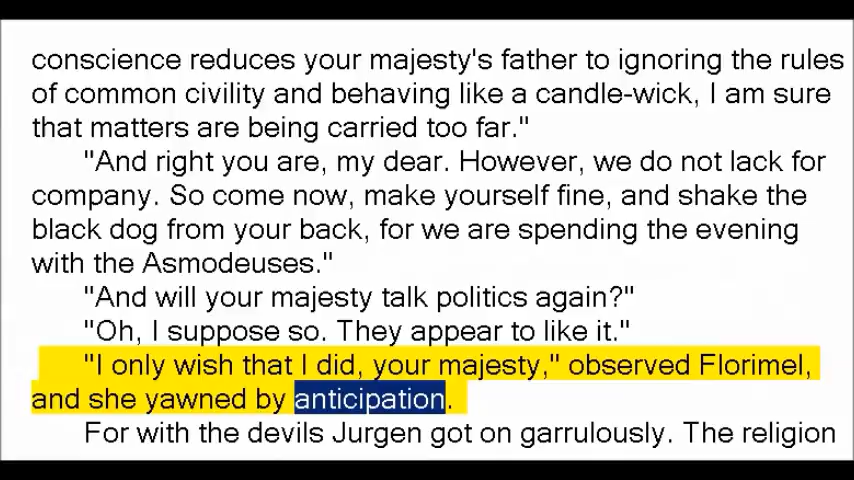 conscience reduces your majesty's father to ignoring the rules
of common civility and behaving like a candle-wick, I am sure
that matters are being carried too far."
"And right you are, my dear. However, we do not lack for
company. So come now, make yourself fine, and shake the
black dog from your back, for we are spending the evening
with the Asmodeuses."
"And will your majesty talk politics again?"
"Oh, I suppose so. They appear to like it."
"I only wish that I did, your majesty," observed Florimel,
and she yawned by anticipation.
For with the devils Jurgen got on garrulously. The religion